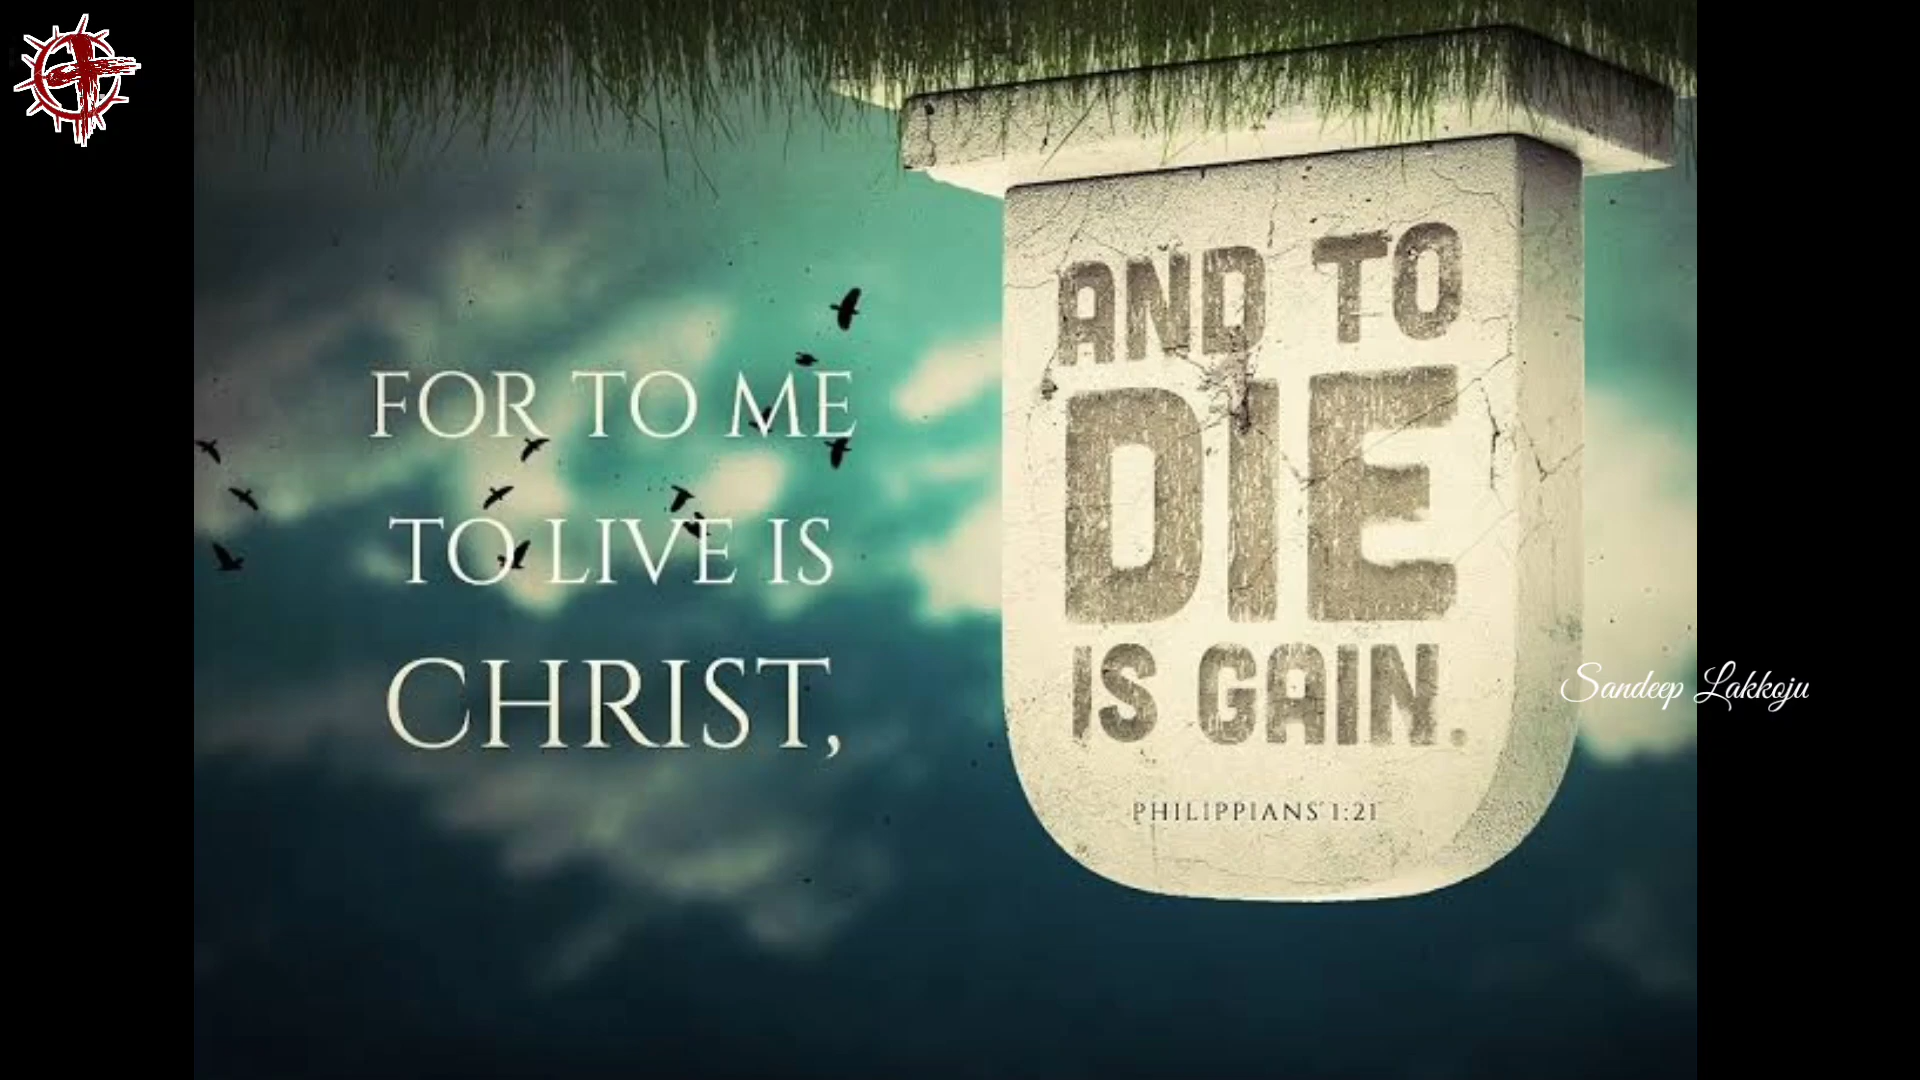 FOR TO ME
TO LIVE IS
CHRIST,
AND TO
DIE
IS GAIN.
PHILIPPIANS 1:21
Sandeep Lakkoju